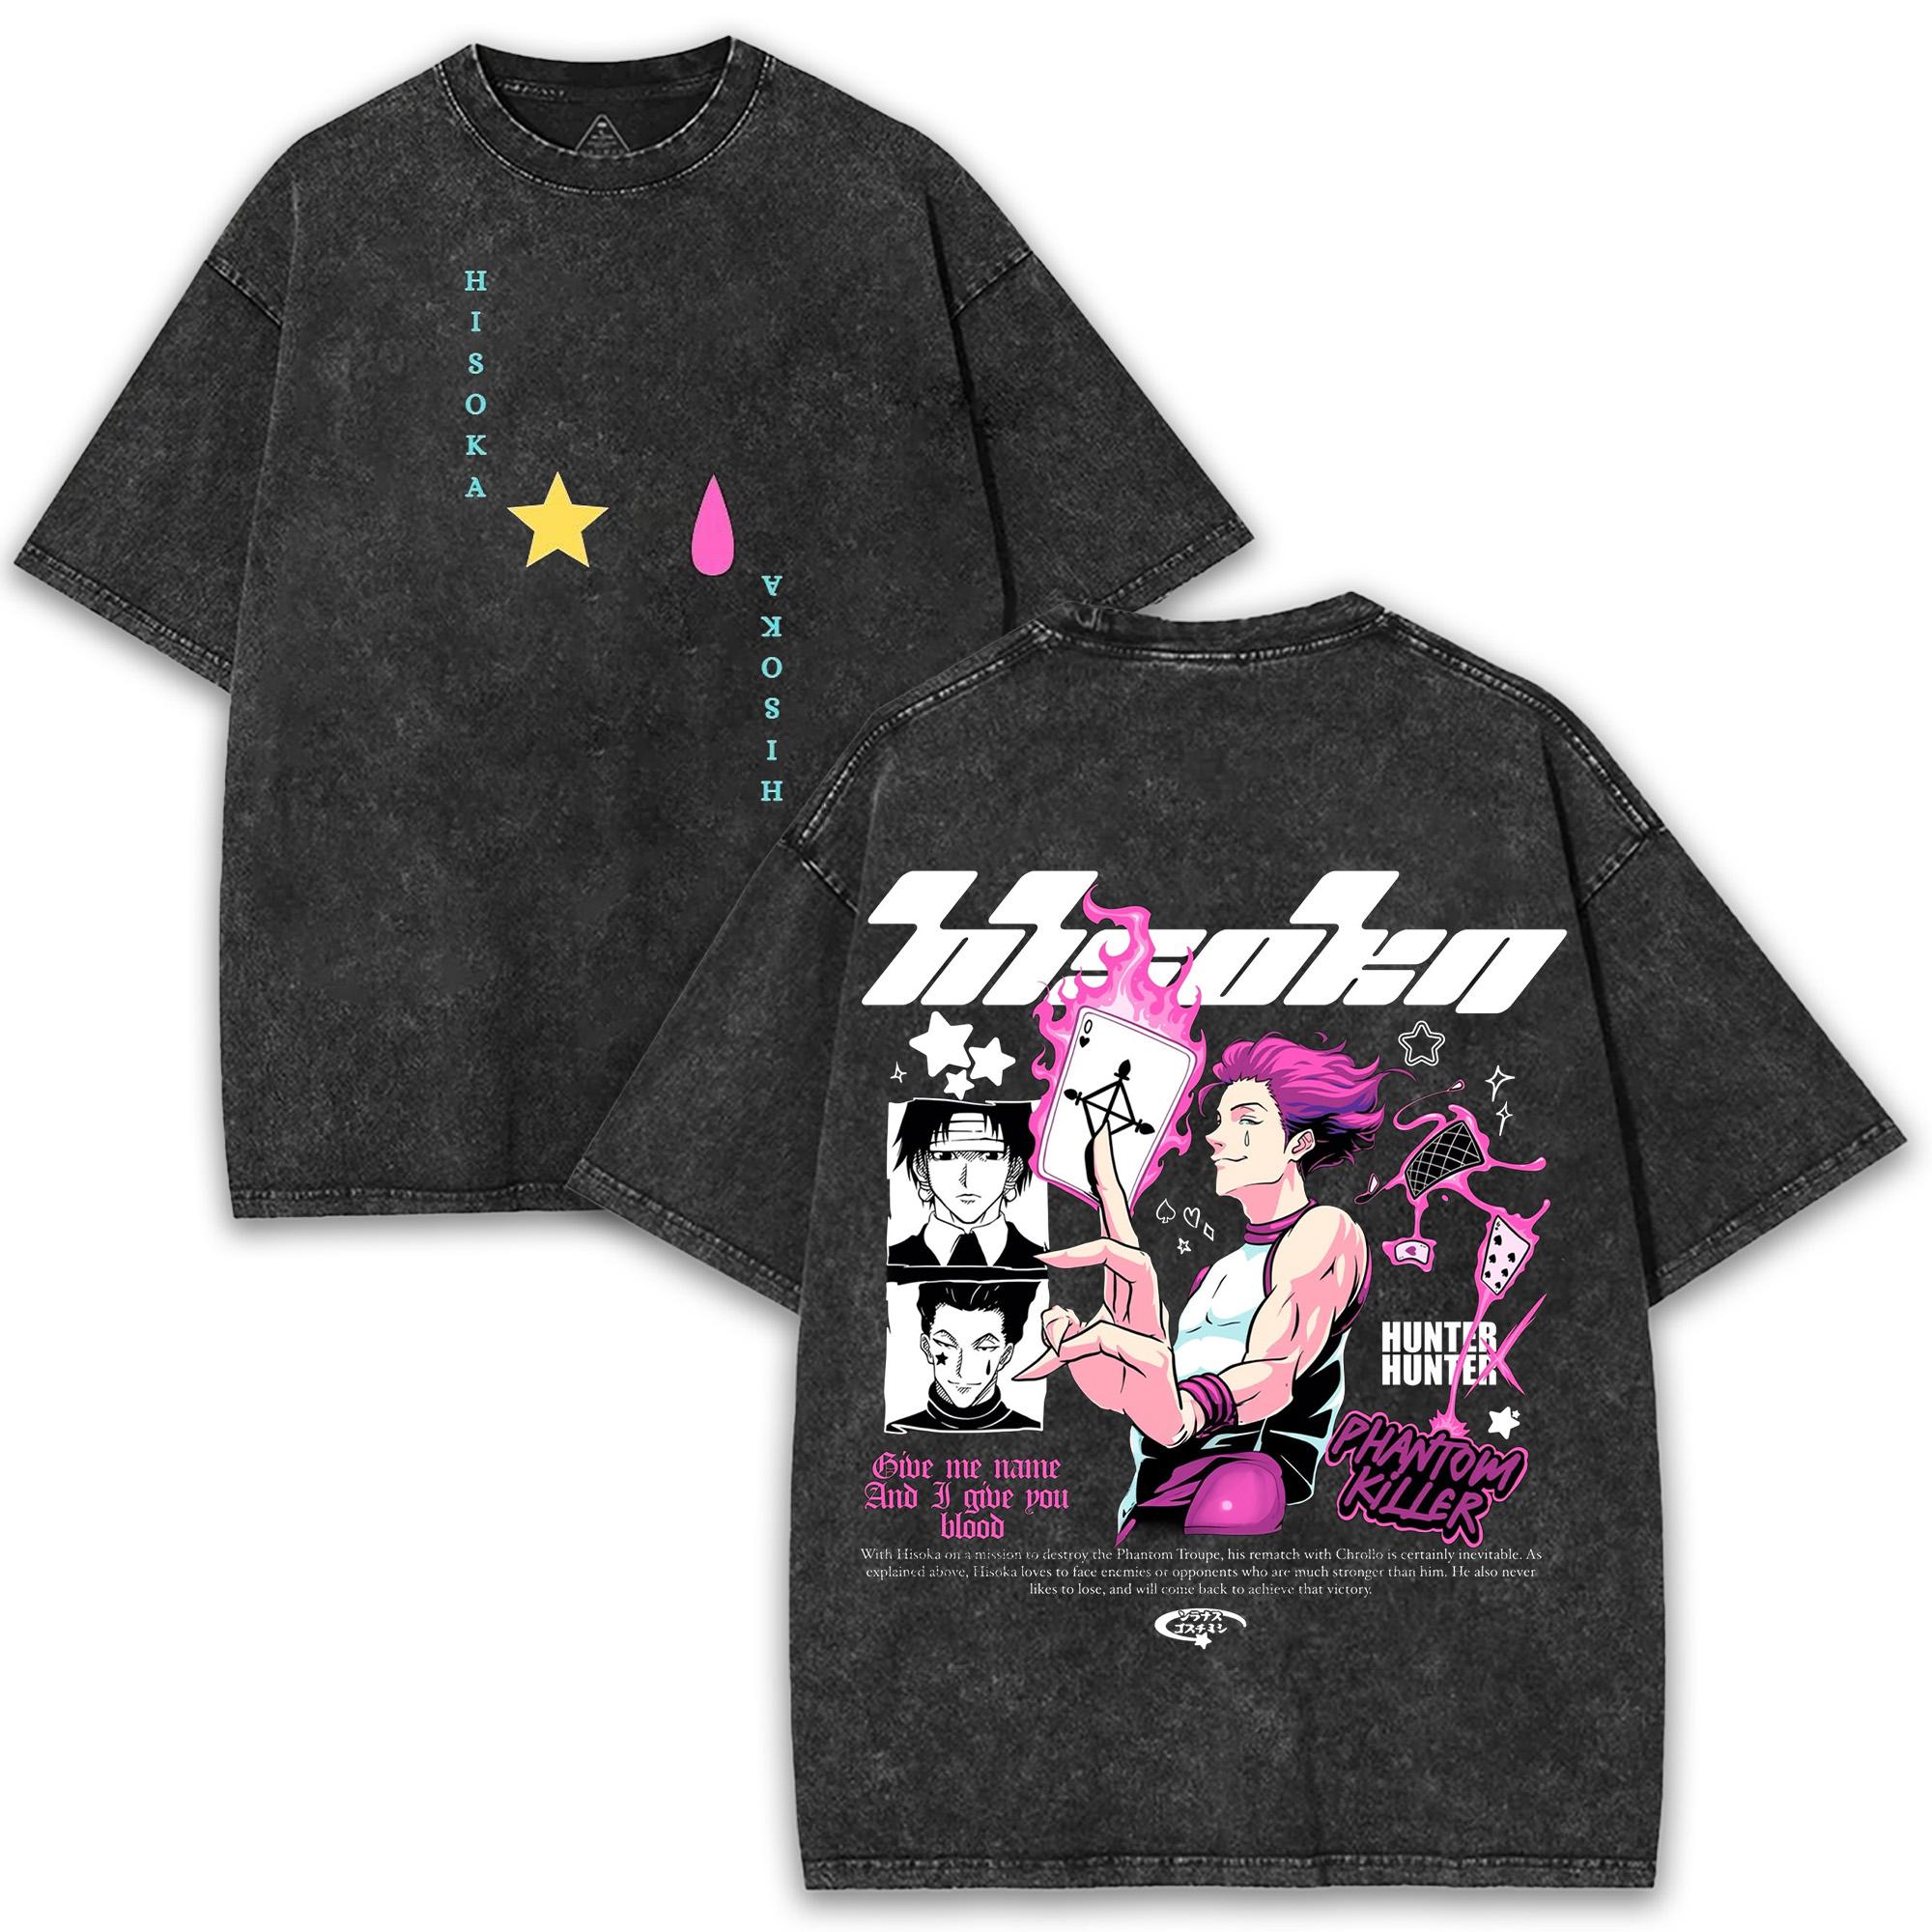 HISOKA
HISOKA
hisoka
0
HUNTER
HUNTER X
PHANTOM
KiLLER
Give me name
And I give you
blood
With Hisoka on a mission to destroy the Phantom Troupe, his rematch with Chrollo is certainly inevitable. As
explained above, Hisoka loves to face enemies or opponents who are much stronger than him. He also never
likes to lose, and will come back to achieve that victory.